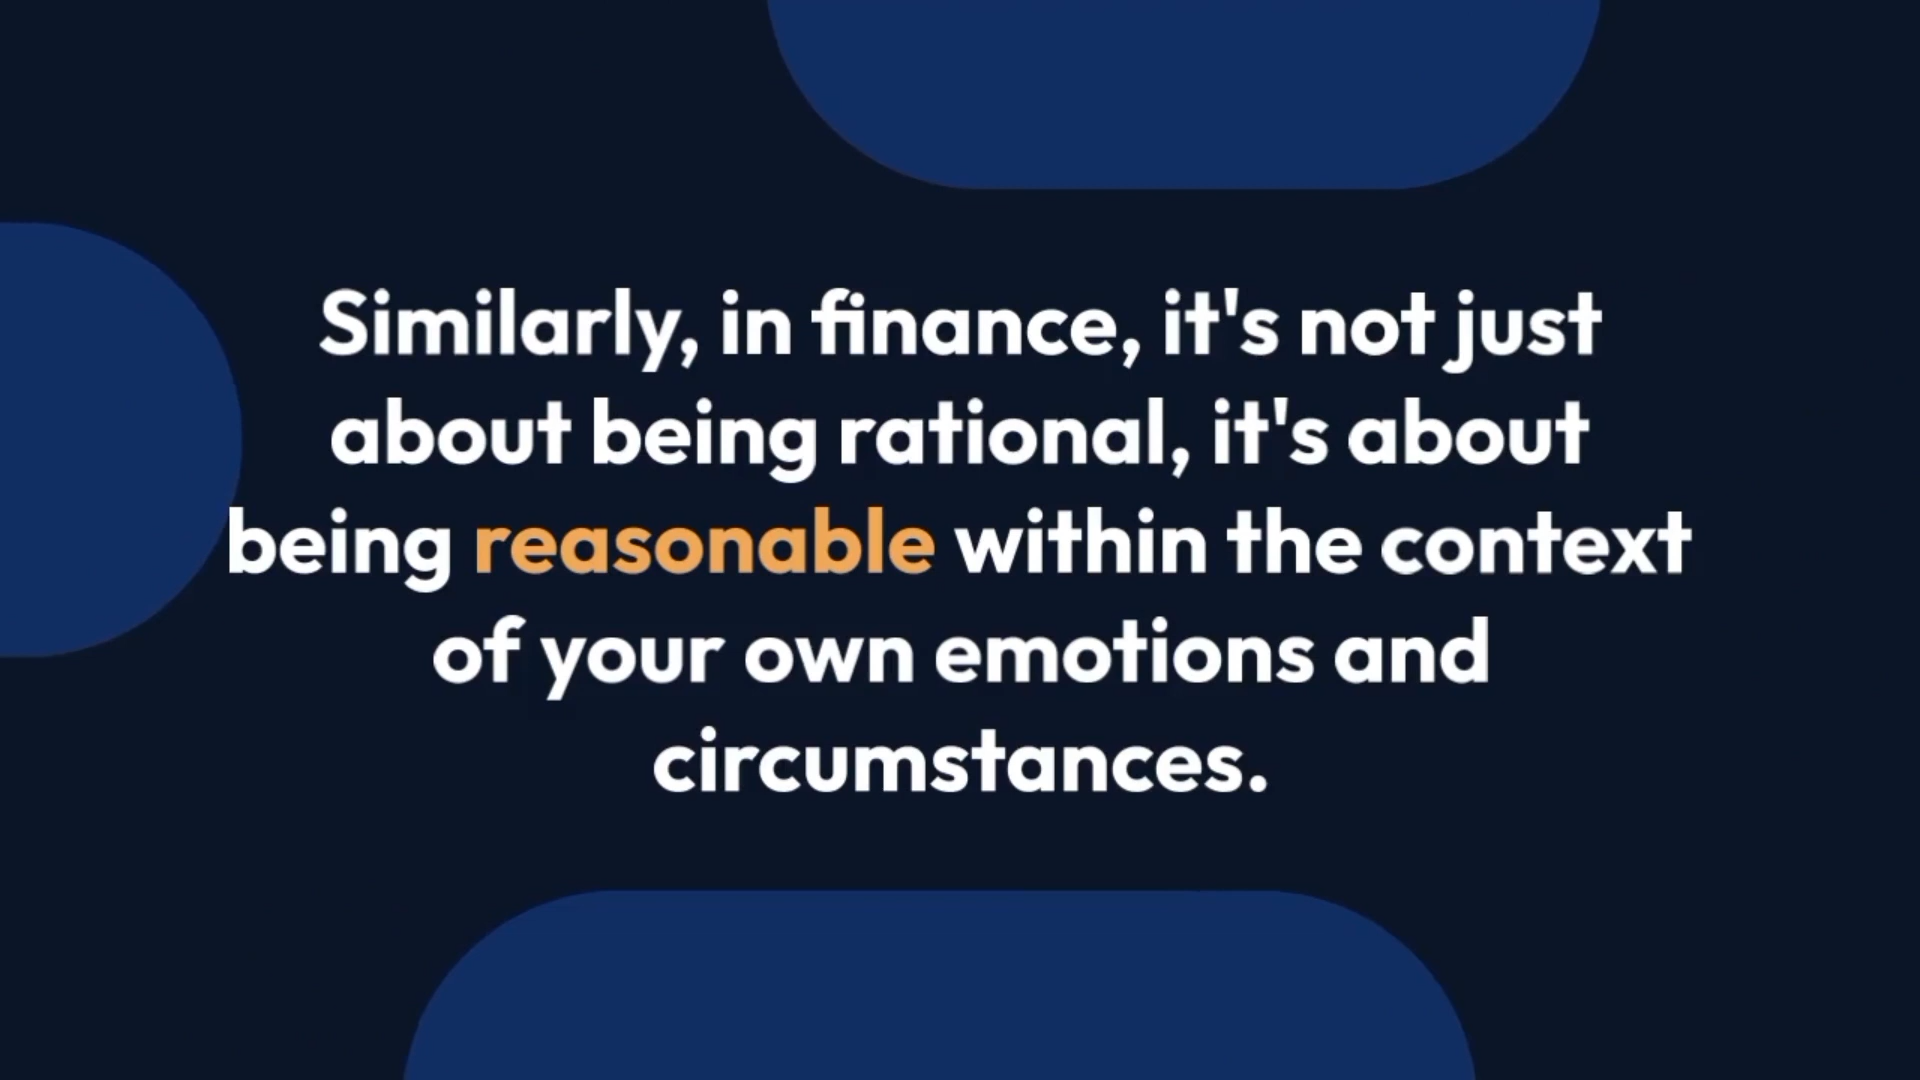 Similarly, in finance, it's not just
about being rational, it's about
being reasonable within the context
of your own emotions and
circumstances.